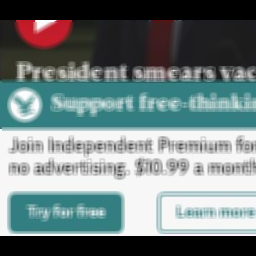 President smears vac
Support free-thinkin
Join Independent Premium for
no advertising. $10.99 a month
Try for free
Learn more